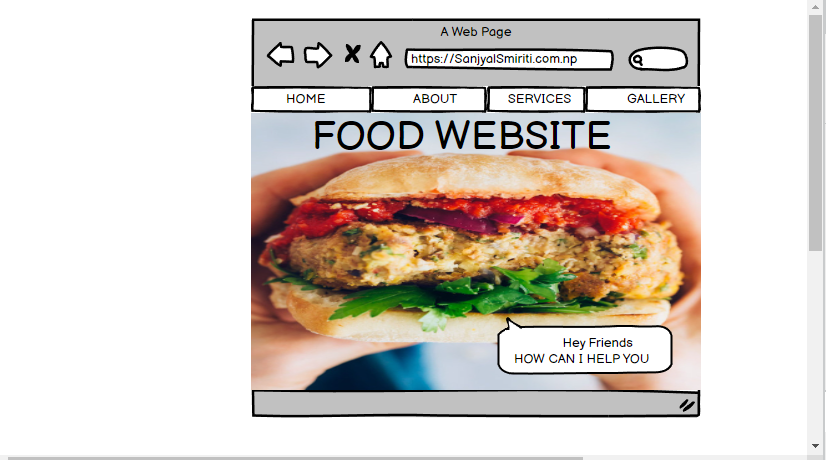 A Web Page
https://SanjyalSmiriti.com.np
HOME ABOUT SERVICES GALLERY
FOOD WEBSITE
Hey Friends
HOW CAN I HELP YOU